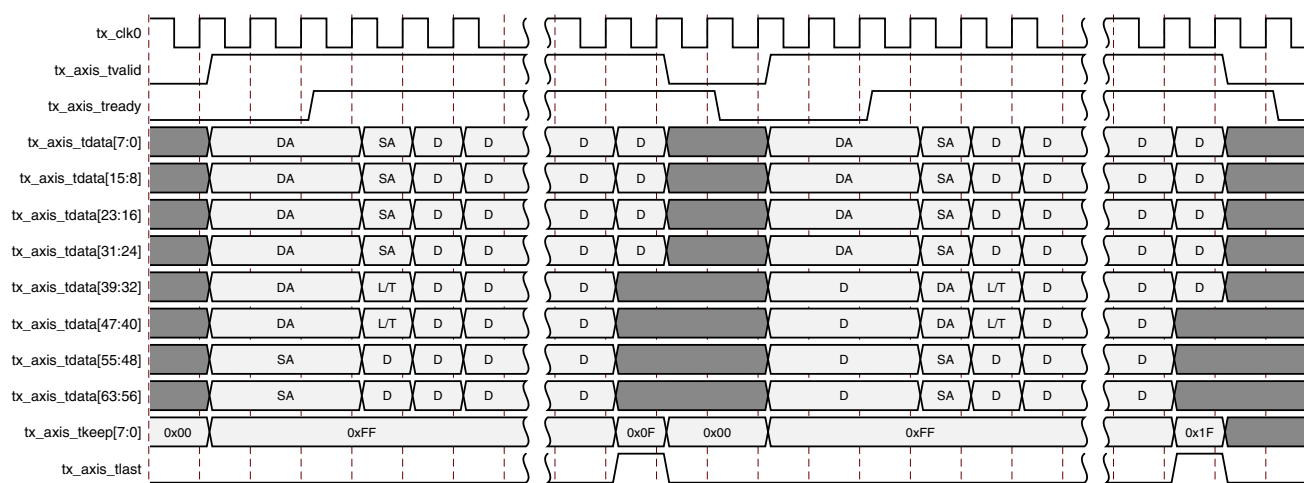 tx_clk0
tx_axis_tvalid
tx_axis_tready
tx_axis_tdata[7:0] DA SA D D D D DA SA D D D D
tx_axis_tdata[15:8] DA SA D D D D DA SA D D D D
tx_axis_tdata[23:16] DA SA D D D D DA SA D D D D
tx_axis_tdata[31:24] DA SA D D D D DA SA D D D D
tx_axis_tdata[39:32] DA L/T D D D D DA L/T D D D
tx_axis_tdata[47:40] DA L/T D D D D DA L/T D D
tx_axis_tdata[55:48] SA D D D D D SA D D D
tx_axis_tdata[63:56] SA D D D D D SA D D D
tx_axis_tkeep[7:0] 0x00 0xFF 0x0F 0x00 0xFF 0x1F
tx_axis_tlast